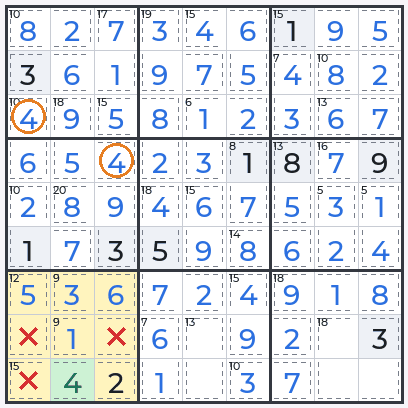 10 17 19 15 15
8 2 7 3 4 6 1 9 5
7 10
3 6 1 9 7 5 4 8 2
10 18 15 6 13
4 9 5 8 1 2 3 6 7
8 13 16
6 5 4 2 3 1 8 7 9
10 20 18 15 5 5
2 8 9 4 6 7 5 3 1
14
1 7 3 5 9 8 6 2 4
12 9 15 18
5 3 6 7 2 4 9 1 8
9 7 13 18
1 6 9 2 3
15 10
4 2 1 3 7